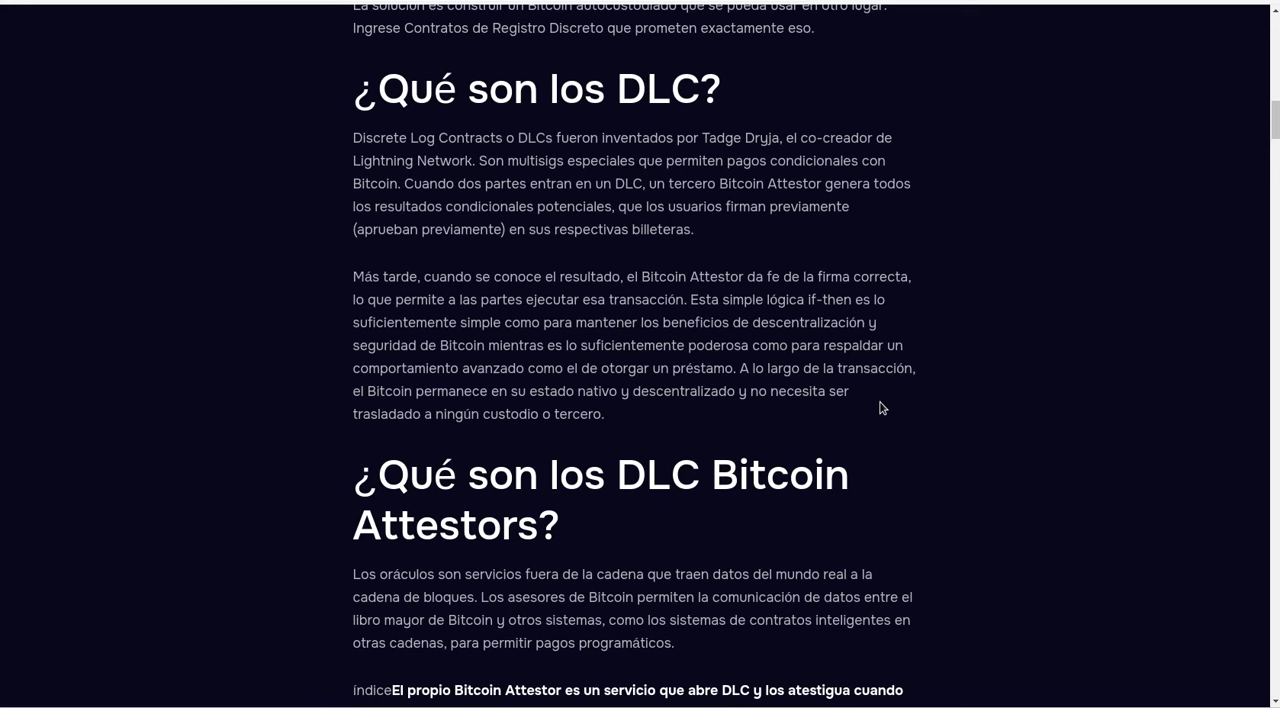 La solución es construir un Bitcoin autocustodiado que se pueda usar en otro lugar.
Ingrese Contratos de Registro Discreto que prometen exactamente eso.
¿Qué son los DLC?
Discrete Log Contracts o DLCs fueron inventados por Tadge Dryja, el co-creador de
Lightning Network. Son multisigs especiales que permiten pagos condicionales con
Bitcoin. Cuando dos partes entran en un DLC, un tercero Bitcoin Attestor genera todos
los resultados condicionales potenciales, que los usuarios firman previamente
(aprueban previamente) en sus respectivas billeteras.
Más tarde, cuando se conoce el resultado, el Bitcoin Attestor da fe de la firma correcta,
lo que permite a las partes ejecutar esa transacción. Esta simple lógica if-then es lo
suficientemente simple como para mantener los beneficios de descentralización y
seguridad de Bitcoin mientras es lo suficientemente poderosa como para respaldar un
comportamiento avanzado como el de otorgar un préstamo. A lo largo de la transacción,
el Bitcoin permanece en su estado nativo y descentralizado y no necesita ser
trasladado a ningún custodio o tercero.
¿Qué son los DLC Bitcoin
Attestors?
Los oráculos son servicios fuera de la cadena que traen datos del mundo real a la
cadena de bloques. Los asesores de Bitcoin permiten la comunicación de datos entre el
libro mayor de Bitcoin y otros sistemas, como los sistemas de contratos inteligentes en
otras cadenas, para permitir pagos programáticos.
índiceEl propio Bitcoin Attestor es un servicio que abre DLC y los atestigua cuando